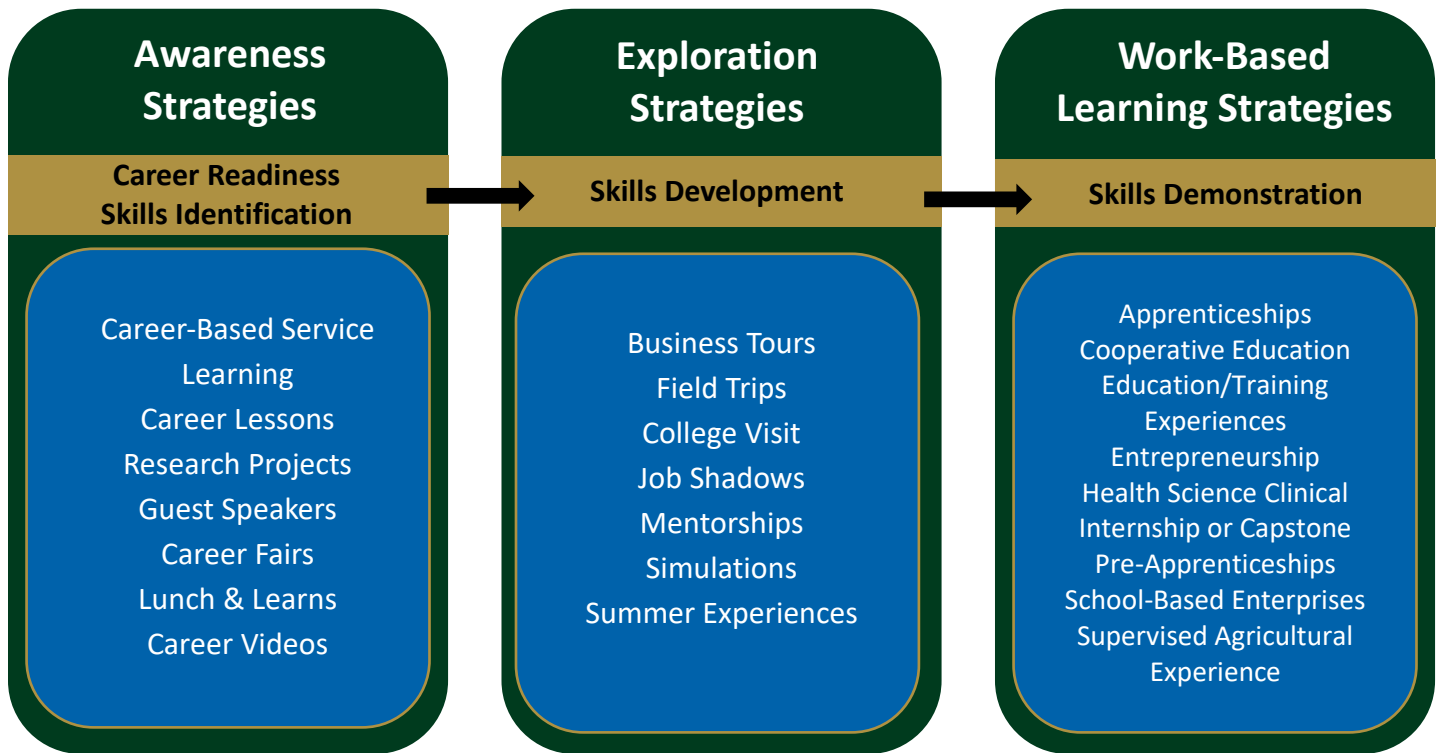 Awareness
Strategies
Career Readiness
Skills Identification
Career-Based Service
Learning
Career Lessons
Research Projects
Guest Speakers
Career Fairs
Lunch & Learns
Career Videos
Exploration
Strategies
Skills Development
Business Tours
Field Trips
College Visit
Job Shadows
Mentorships
Simulations
Summer Experiences
Work-Based
Learning Strategies
Skills Demonstration
Apprenticeships
Cooperative Education
Education/Training
Experiences
Entrepreneurship
Health Science Clinical
Internship or Capstone
Pre-Apprenticeships
School-Based Enterprises
Supervised Agricultural
Experience